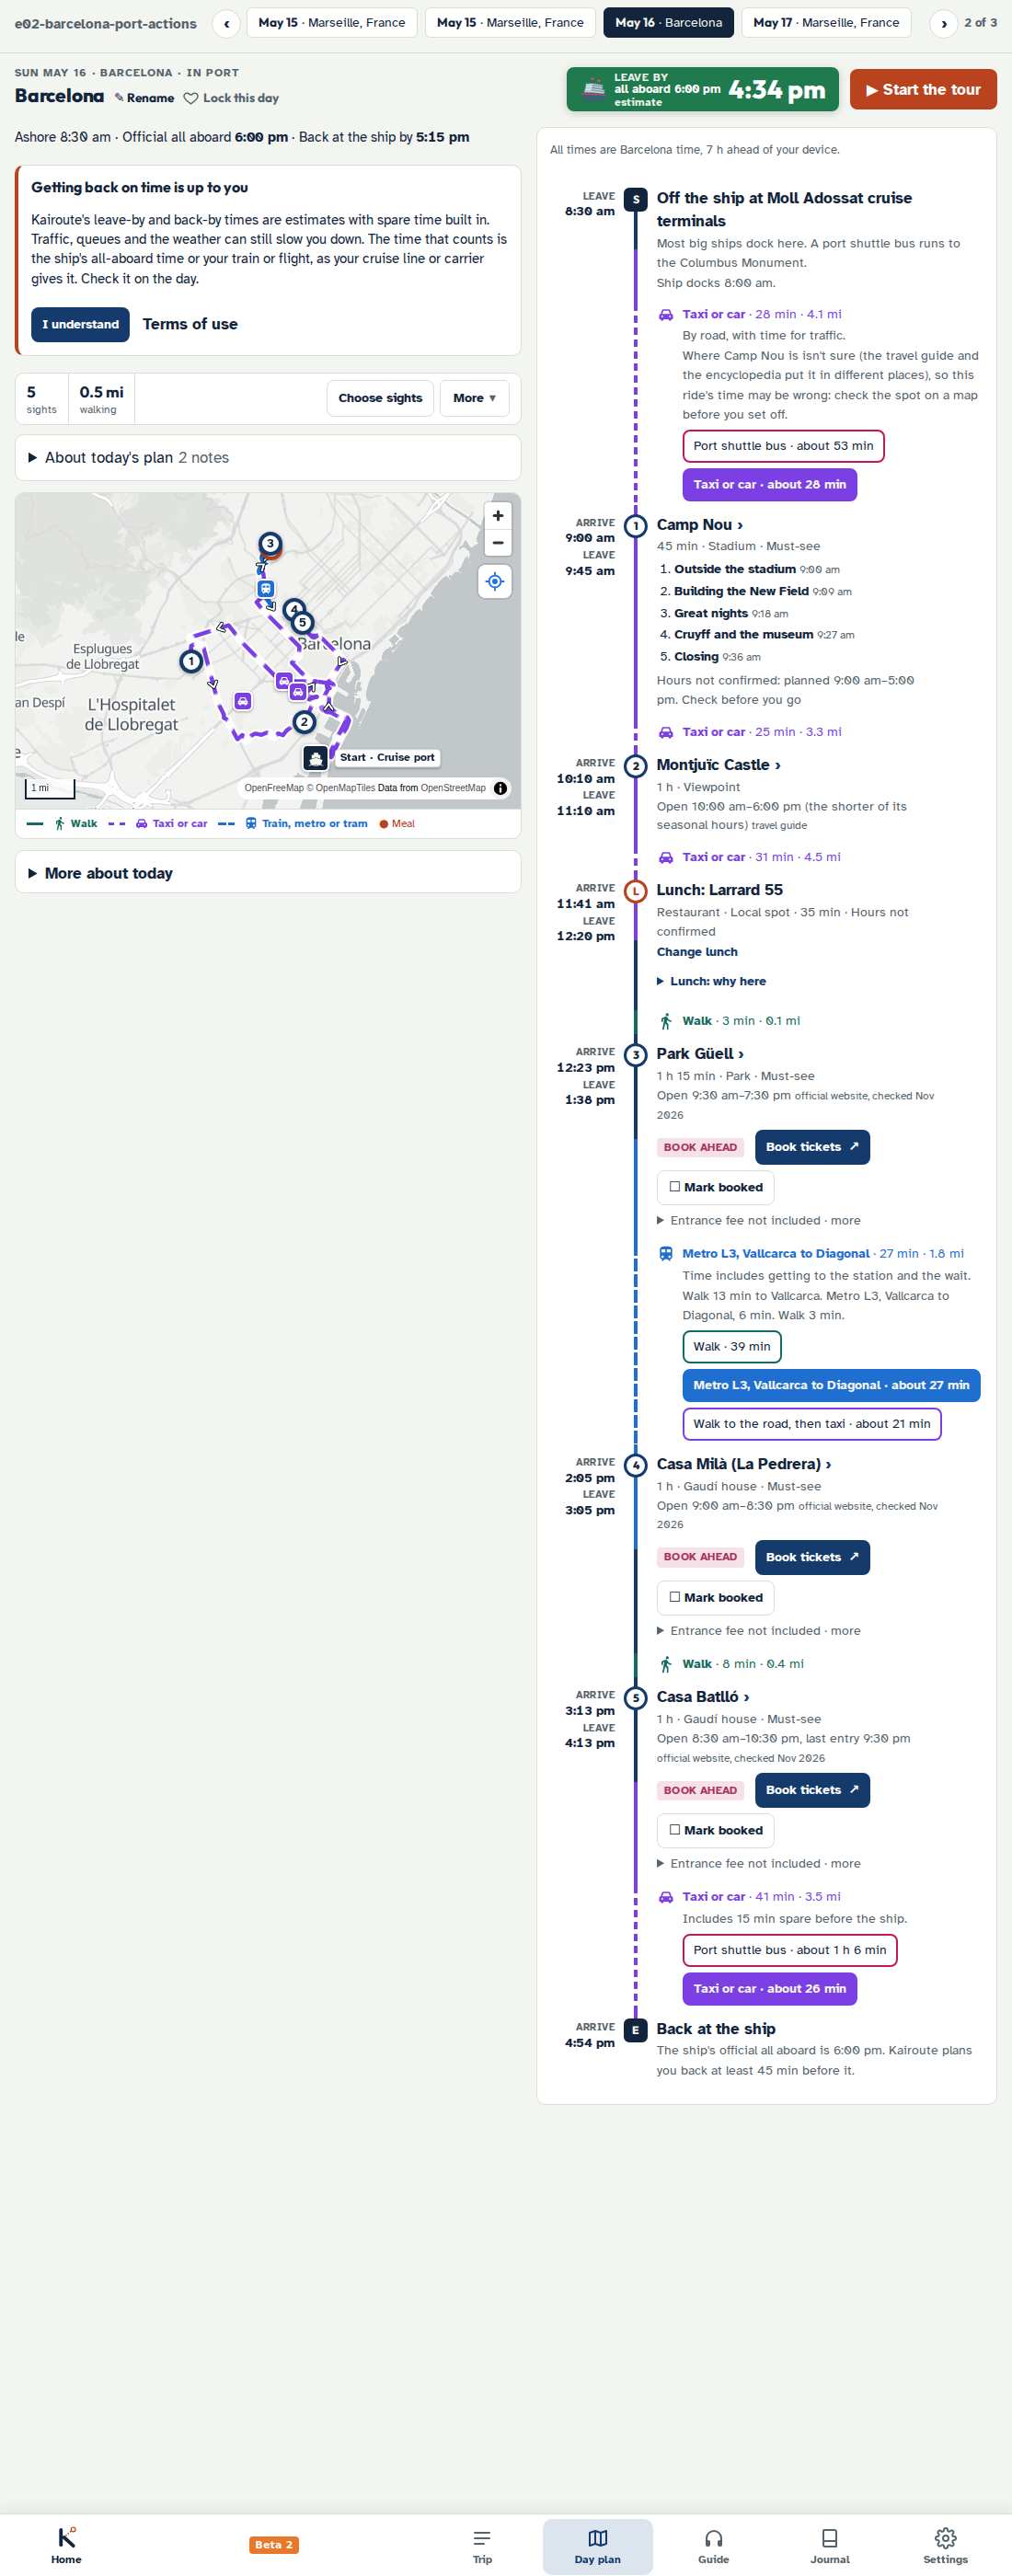 e02-barcelona-port-actions
‹
May 15 · Marseille, France
May 15 · Marseille, France
May 16 · Barcelona
May 17 · Marseille, France
›
2 of 3
SUN MAY 16 · BARCELONA · IN PORT
Barcelona
✎ Rename
Lock this day
LEAVE BY
all aboard 6:00 pm
estimate
4:34 pm
▶ Start the tour
Ashore 8:30 am · Official all aboard 6:00 pm · Back at the ship by 5:15 pm
Getting back on time is up to you
Kairoute's leave-by and back-by times are estimates with spare time built in.
Traffic, queues and the weather can still slow you down. The time that counts is
the ship's all-aboard time or your train or flight, as your cruise line or carrier
gives it. Check it on the day.
I understand
Terms of use
5
sights
0.5 mi
walking
Choose sights
More ▼
▶ About today's plan 2 notes
+
−
3
4
5
1
2
Barcelona
le
Esplugues
de Llobregat
an Despí
L'Hospitalet
de Llobregat
e
Start · Cruise port
1 mi
OpenFreeMap © OpenMapTiles Data from OpenStreetMap
Walk
Taxi or car
Train, metro or tram
Meal
▶ More about today
All times are Barcelona time, 7 h ahead of your device.
LEAVE
8:30 am
S
Off the ship at Moll Adossat cruise
terminals
Most big ships dock here. A port shuttle bus runs to
the Columbus Monument.
Ship docks 8:00 am.
Taxi or car · 28 min · 4.1 mi
By road, with time for traffic.
Where Camp Nou is isn't sure (the travel guide and
the encyclopedia put it in different places), so this
ride's time may be wrong: check the spot on a map
before you set off.
Port shuttle bus · about 53 min
Taxi or car · about 28 min
ARRIVE
9:00 am
LEAVE
9:45 am
1
Camp Nou ›
45 min · Stadium · Must-see
1. Outside the stadium 9:00 am
2. Building the New Field 9:09 am
3. Great nights 9:18 am
4. Cruyff and the museum 9:27 am
5. Closing 9:36 am
Hours not confirmed: planned 9:00 am–5:00
pm. Check before you go
Taxi or car · 25 min · 3.3 mi
ARRIVE
10:10 am
LEAVE
11:10 am
2
Montjuïc Castle ›
1 h · Viewpoint
Open 10:00 am–6:00 pm (the shorter of its
seasonal hours) travel guide
Taxi or car · 31 min · 4.5 mi
ARRIVE
11:41 am
LEAVE
12:20 pm
L
Lunch: Larrard 55
Restaurant · Local spot · 35 min · Hours not
confirmed
Change lunch
▶ Lunch: why here
Walk · 3 min · 0.1 mi
ARRIVE
12:23 pm
LEAVE
1:38 pm
3
Park Güell ›
1 h 15 min · Park · Must-see
Open 9:30 am–7:30 pm official website, checked Nov
2026
BOOK AHEAD
Book tickets ↗
☐ Mark booked
▶ Entrance fee not included · more
Metro L3, Vallcarca to Diagonal · 27 min · 1.8 mi
Time includes getting to the station and the wait.
Walk 13 min to Vallcarca. Metro L3, Vallcarca to
Diagonal, 6 min. Walk 3 min.
Walk · 39 min
Metro L3, Vallcarca to Diagonal · about 27 min
Walk to the road, then taxi · about 21 min
ARRIVE
2:05 pm
LEAVE
3:05 pm
4
Casa Milà (La Pedrera) ›
1 h · Gaudí house · Must-see
Open 9:00 am–8:30 pm official website, checked Nov
2026
BOOK AHEAD
Book tickets ↗
☐ Mark booked
▶ Entrance fee not included · more
Walk · 8 min · 0.4 mi
ARRIVE
3:13 pm
LEAVE
4:13 pm
5
Casa Batlló ›
1 h · Gaudí house · Must-see
Open 8:30 am–10:30 pm, last entry 9:30 pm
official website, checked Nov 2026
BOOK AHEAD
Book tickets ↗
☐ Mark booked
▶ Entrance fee not included · more
Taxi or car · 41 min · 3.5 mi
Includes 15 min spare before the ship.
Port shuttle bus · about 1 h 6 min
Taxi or car · about 26 min
ARRIVE
4:54 pm
E
Back at the ship
The ship's official all aboard is 6:00 pm. Kairoute plans
you back at least 45 min before it.
Home
Beta 2
Trip
Day plan
Guide
Journal
Settings